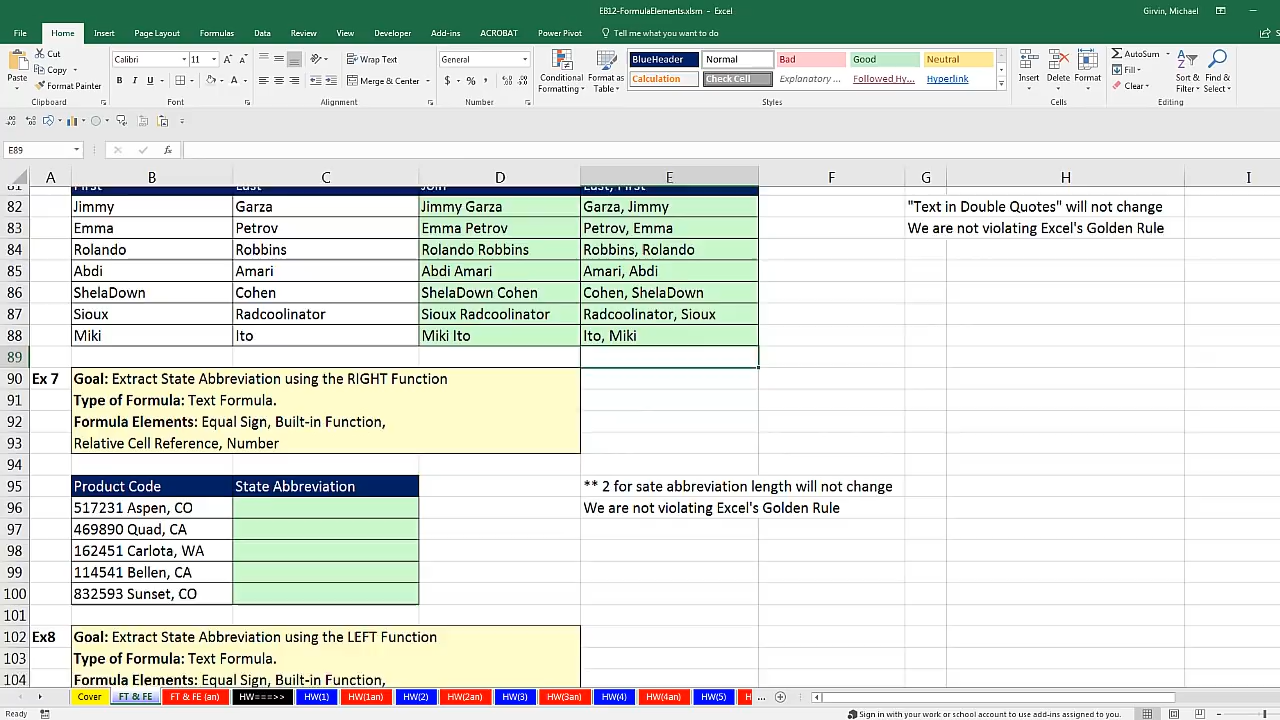 EB12-FormulaElements.xlsm - Excel
Girvin, Michael
File Home Insert Page Layout Formulas Data Review View Developer Add-ins ACROBAT Power Pivot Tell me what you want to do
Paste
Cut
Copy
Format Painter
Clipboard
Calibri 11
B I U
Font
Wrap Text
Merge & Center
Alignment
General
$ % ,
Number
Conditional Formatting
Format as Table
BlueHeader Normal Bad Good Neutral
Calculation Check Cell Explanatory ... Followed Hy... Hyperlink
Styles
Insert Delete Format
Cells
AutoSum
Fill
Clear
Sort & Filter
Find & Select
Editing
E89
fx
A B C D E F G H I
81 First Last Join Last, First
82 Jimmy Garza Jimmy Garza Garza, Jimmy "Text in Double Quotes" will not change
83 Emma Petrov Emma Petrov Petrov, Emma We are not violating Excel's Golden Rule
84 Rolando Robbins Rolando Robbins Robbins, Rolando
85 Abdi Amari Abdi Amari Amari, Abdi
86 ShelaDown Cohen ShelaDown Cohen Cohen, ShelaDown
87 Sioux Radcoolinator Sioux Radcoolinator Radcoolinator, Sioux
88 Miki Ito Miki Ito Ito, Miki
89
90 Ex 7 Goal: Extract State Abbreviation using the RIGHT Function
91 Type of Formula: Text Formula.
92 Formula Elements: Equal Sign, Built-in Function,
93 Relative Cell Reference, Number
94
95 Product Code State Abbreviation ** 2 for sate abbreviation length will not change
96 517231 Aspen, CO We are not violating Excel's Golden Rule
97 469890 Quad, CA
98 162451 Carlota, WA
99 114541 Bellen, CA
100 832593 Sunset, CO
101
102 Ex8 Goal: Extract State Abbreviation using the LEFT Function
103 Type of Formula: Text Formula.
104 Formula Elements: Equal Sign, Built-in Function,
Cover FT & FE FT & FE (an) HW===>> HW(1) HW(1an) HW(2) HW(2an) HW(3) HW(3an) HW(4) HW(4an) HW(5) H ...
Ready
Sign in with your work or school account to use add-ins assigned to you.